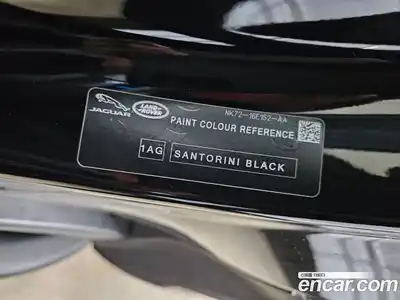 NK72-16E152-AA
JAGUAR
LAND ROVER
PAINT COLOUR REFERENCE
1AG SANTORINI BLACK
encar.com